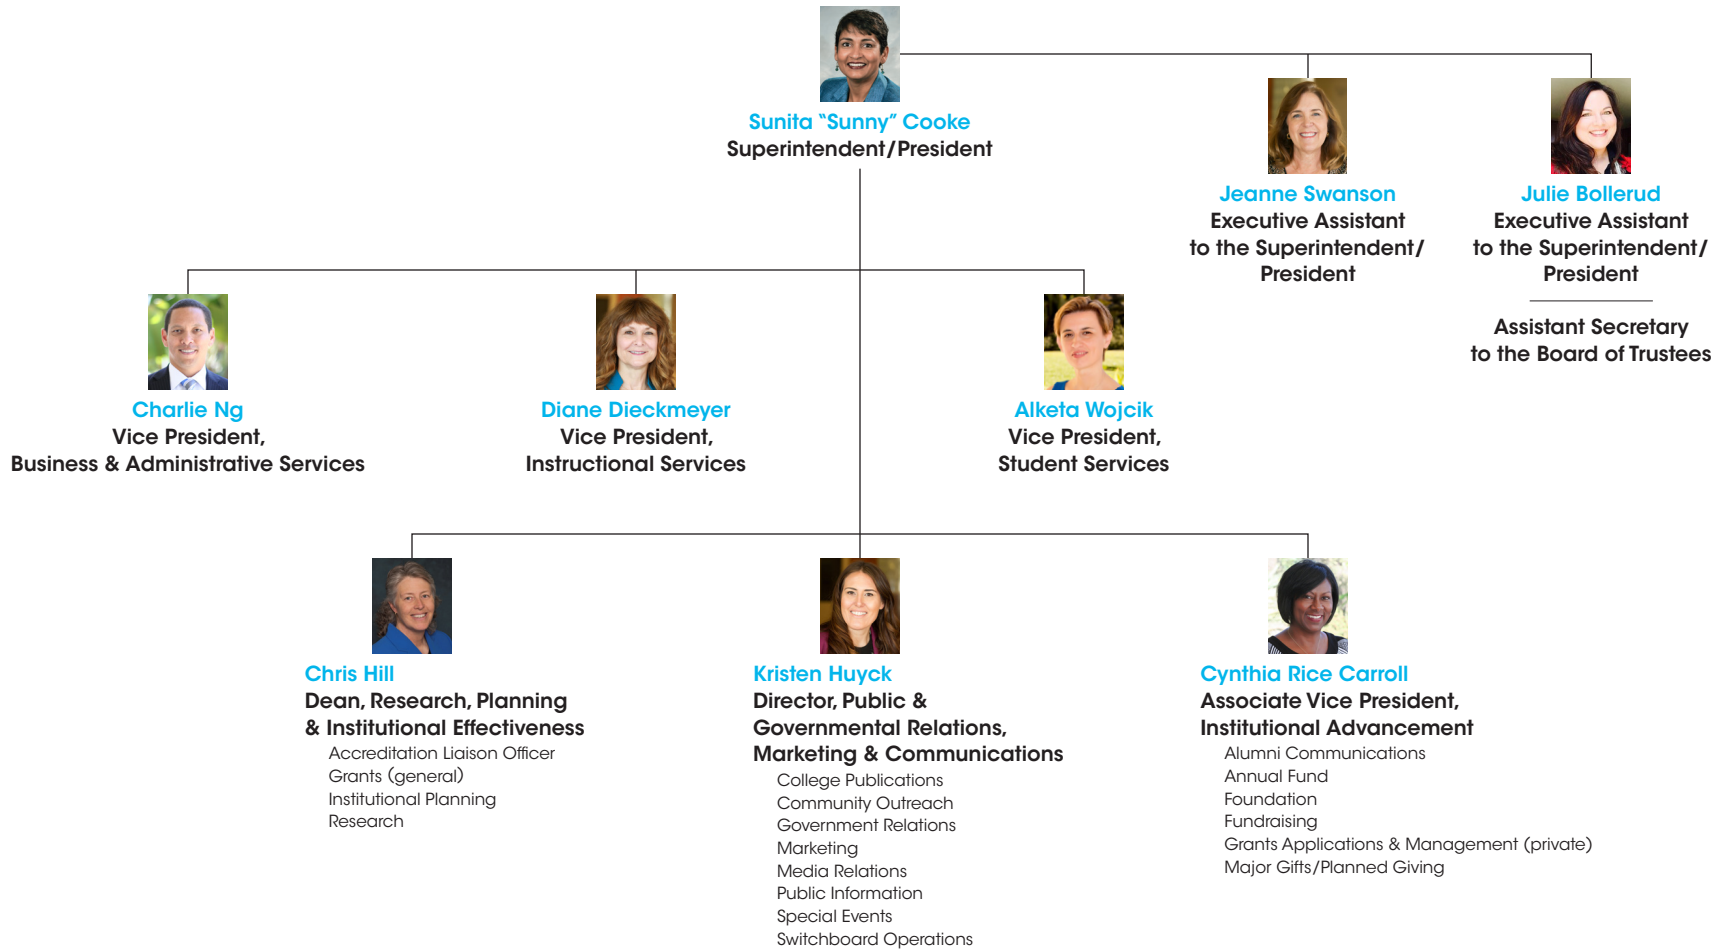 Sunita “Sunny” Cooke
Superintendent/President
Jeanne Swanson
Executive Assistant
to the Superintendent/
President
Julie Bollerud
Executive Assistant
to the Superintendent/
President
Assistant Secretary
to the Board of Trustees
Charlie Ng
Vice President,
Business & Administrative Services
Diane Dieckmeyer
Vice President,
Instructional Services
Alketa Wojcik
Vice President,
Student Services
Chris Hill
Dean, Research, Planning
& Institutional Effectiveness
Accreditation Liaison Officer
Grants (general)
Institutional Planning
Research
Kristen Huyck
Director, Public &
Governmental Relations,
Marketing & Communications
College Publications
Community Outreach
Government Relations
Marketing
Media Relations
Public Information
Special Events
Switchboard Operations
Cynthia Rice Carroll
Associate Vice President,
Institutional Advancement
Alumni Communications
Annual Fund
Foundation
Fundraising
Grants Applications & Management (private)
Major Gifts/Planned Giving